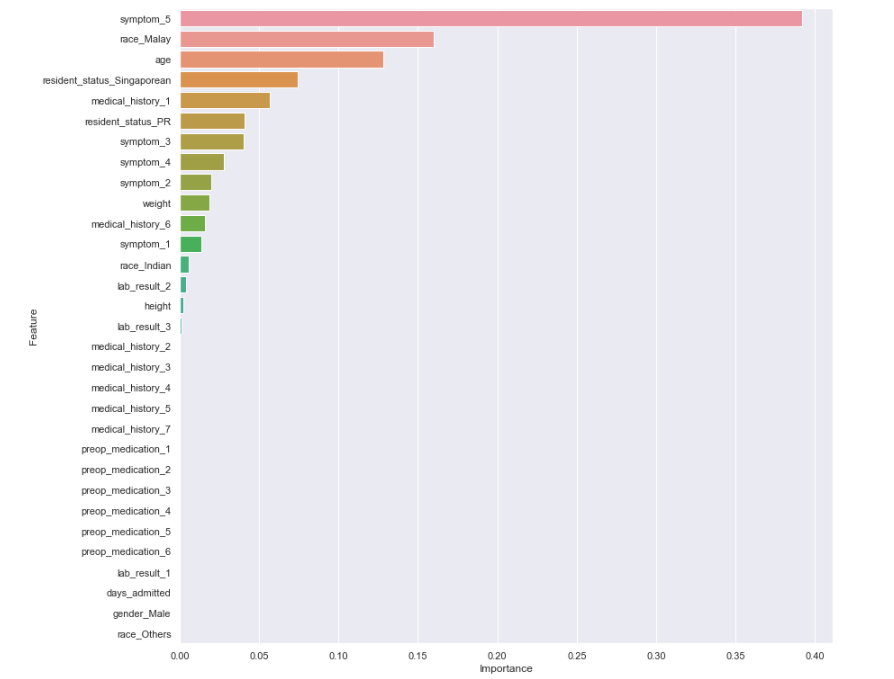 symptom_5
race_Malay
age
resident_status_Singaporean
medical_history_1
resident_status_PR
symptom_3
symptom_4
symptom_2
weight
medical_history_6
symptom_1
race_Indian
lab_result_2
height
lab_result_3
medical_history_2
medical_history_3
medical_history_4
medical_history_5
medical_history_7
preop_medication_1
preop_medication_2
preop_medication_3
preop_medication_4
preop_medication_5
preop_medication_6
lab_result_1
days_admitted
gender_Male
race_Others
Feature
0.00 0.05 0.10 0.15 0.20 0.25 0.30 0.35 0.40
Importance